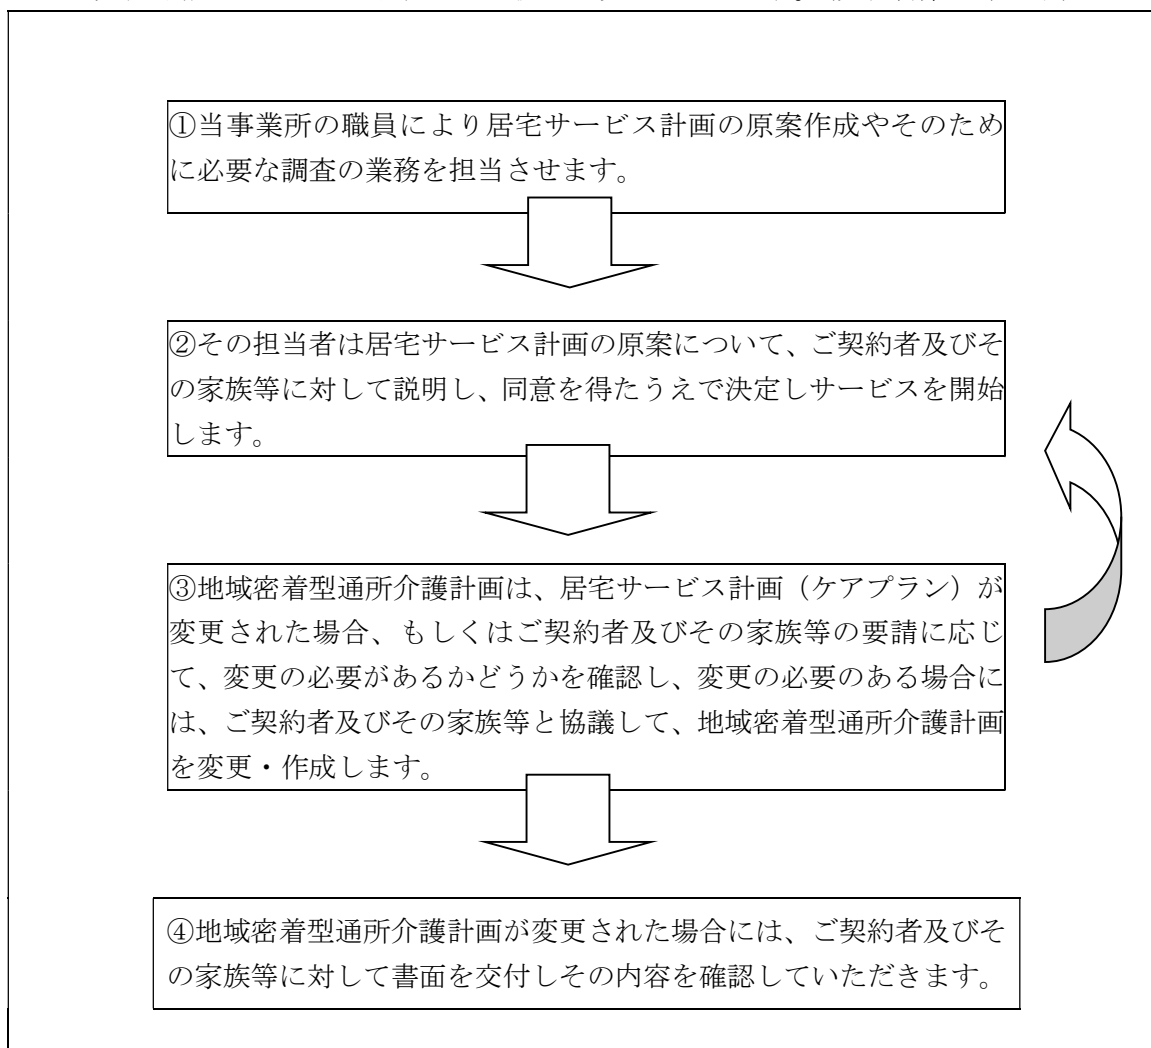 ①当事業所の職員により居宅サービス計画の原案作成やそのため
に必要な調査の業務を担当させます。
②その担当者は居宅サービス計画の原案について、ご契約者及びそ
の家族等に対して説明し、同意を得たうえで決定しサービスを開始
します。
③地域密着型通所介護計画は、居宅サービス計画（ケアプラン）が
変更された場合、もしくはご契約者及びその家族等の要請に応じ
て、変更の必要があるかどうかを確認し、変更の必要のある場合に
は、ご契約者及びその家族等と協議して、地域密着型通所介護計画
を変更・作成します。
④地域密着型通所介護計画が変更された場合には、ご契約者及びそ
の家族等に対して書面を交付しその内容を確認していただきます。